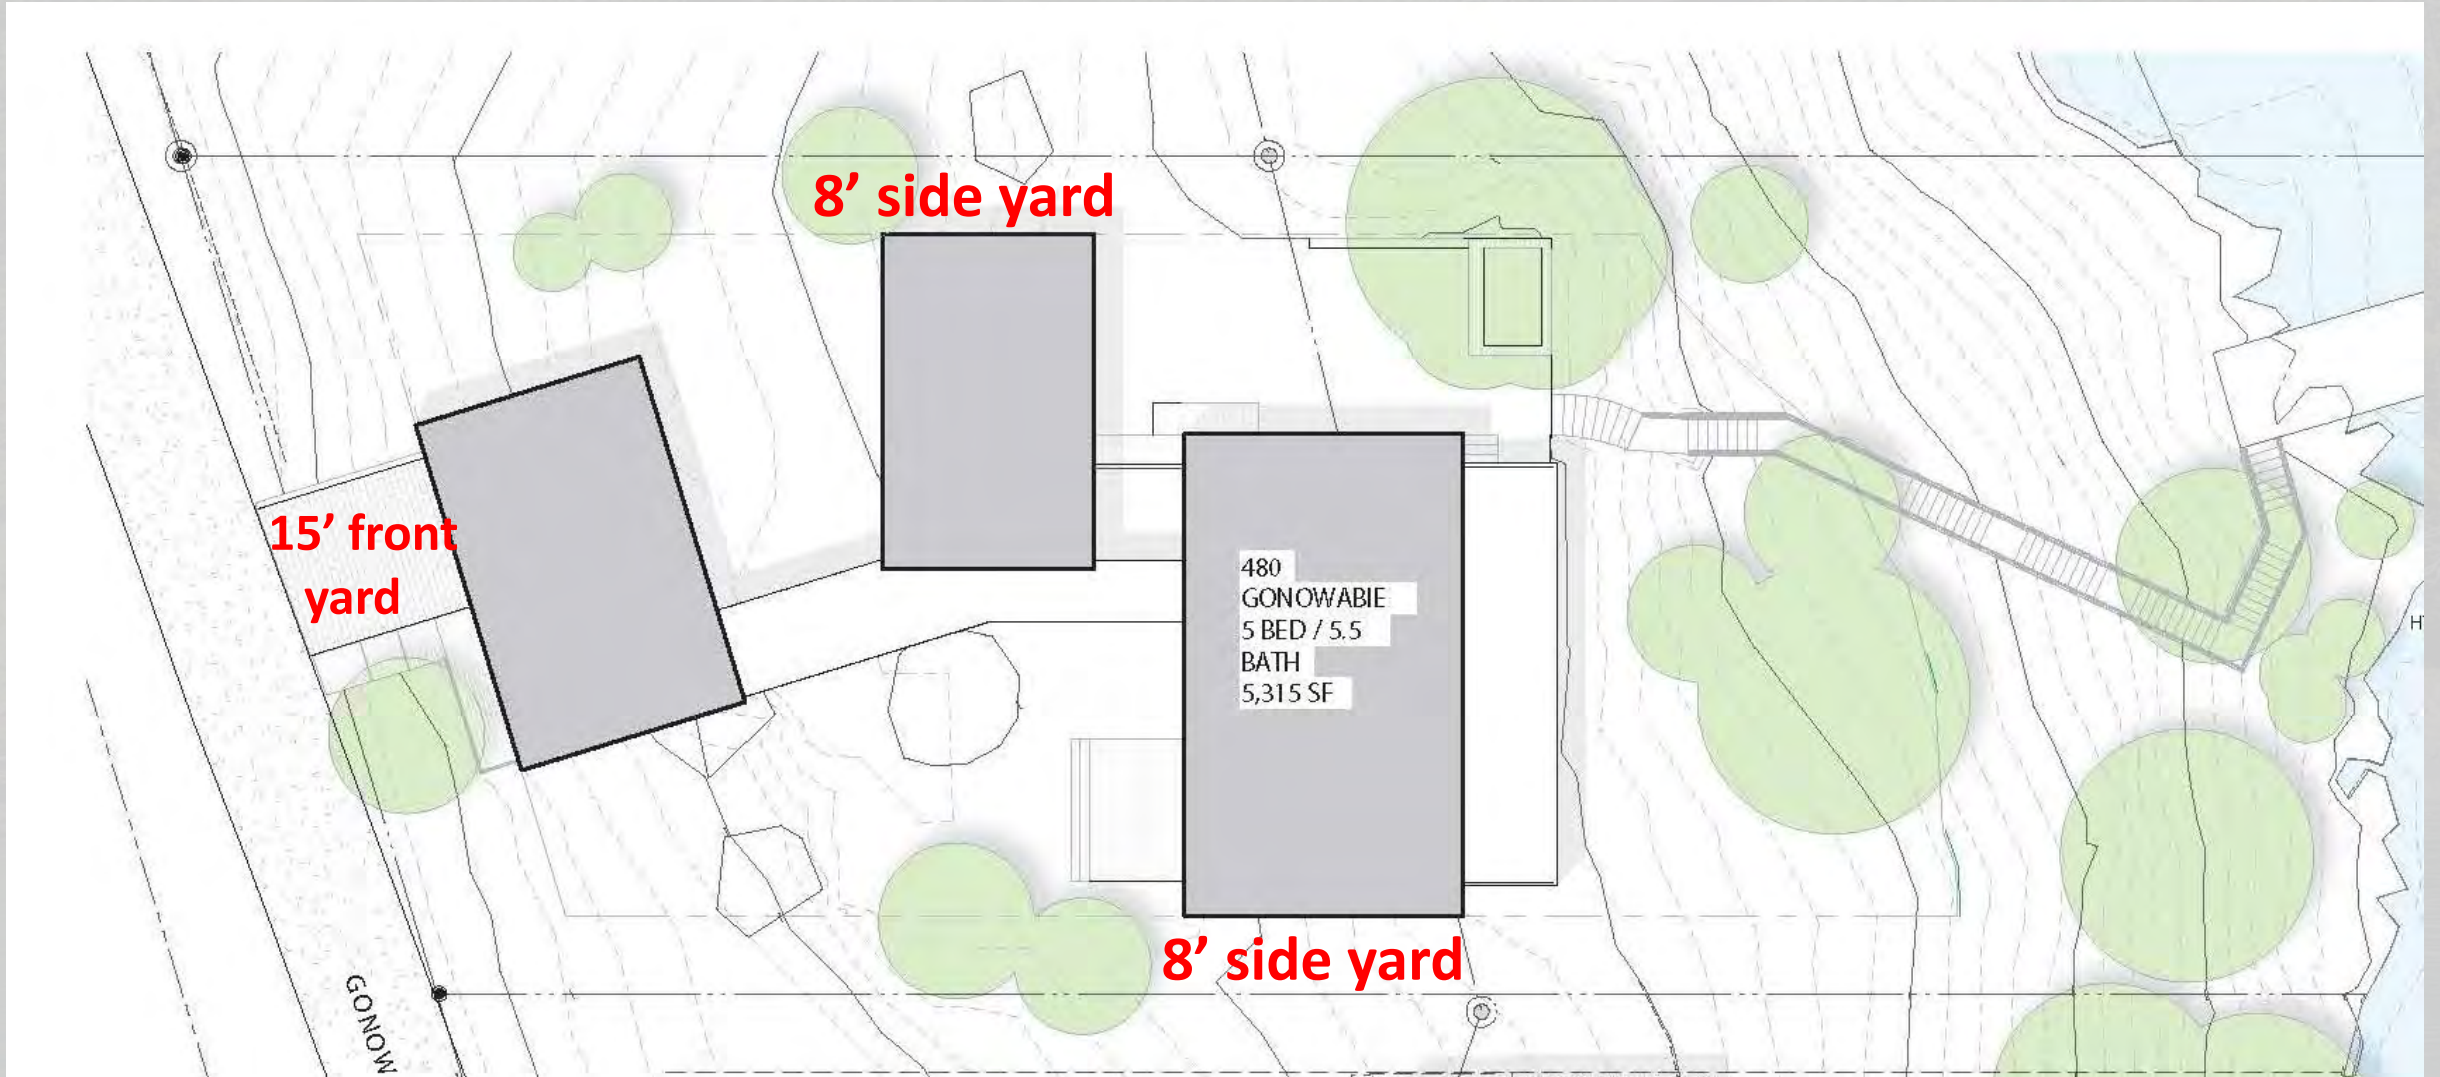 8’ side yard
15’ front
yard
480
GONOWABIE
5 BED / 5.5
BATH
5,315 SF
8’ side yard
GONOW
H